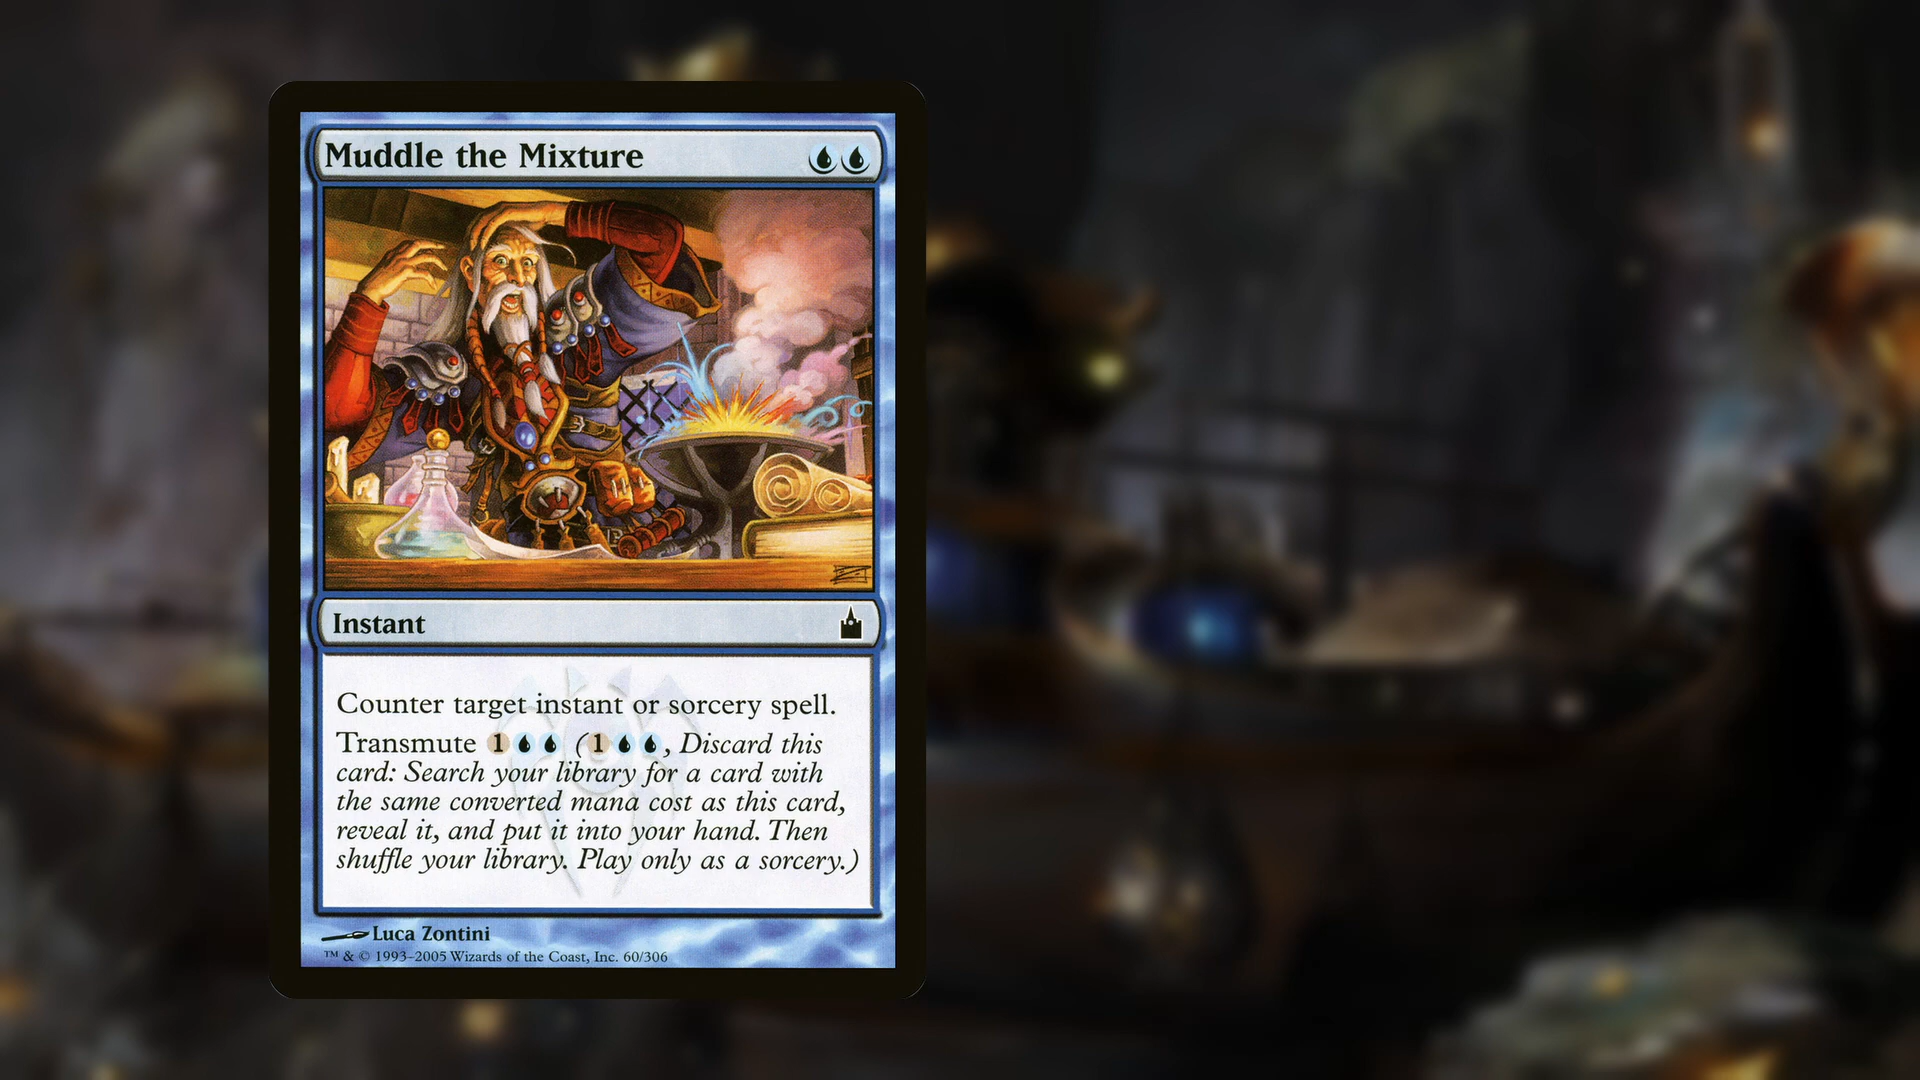 Muddle the Mixture
Instant
Counter target instant or sorcery spell.
Transmute 1 (1 , Discard this
card: Search your library for a card with
the same converted mana cost as this card,
reveal it, and put it into your hand. Then
shuffle your library. Play only as a sorcery.)
Luca Zontini
™ & © 1993–2005 Wizards of the Coast, Inc. 60/306